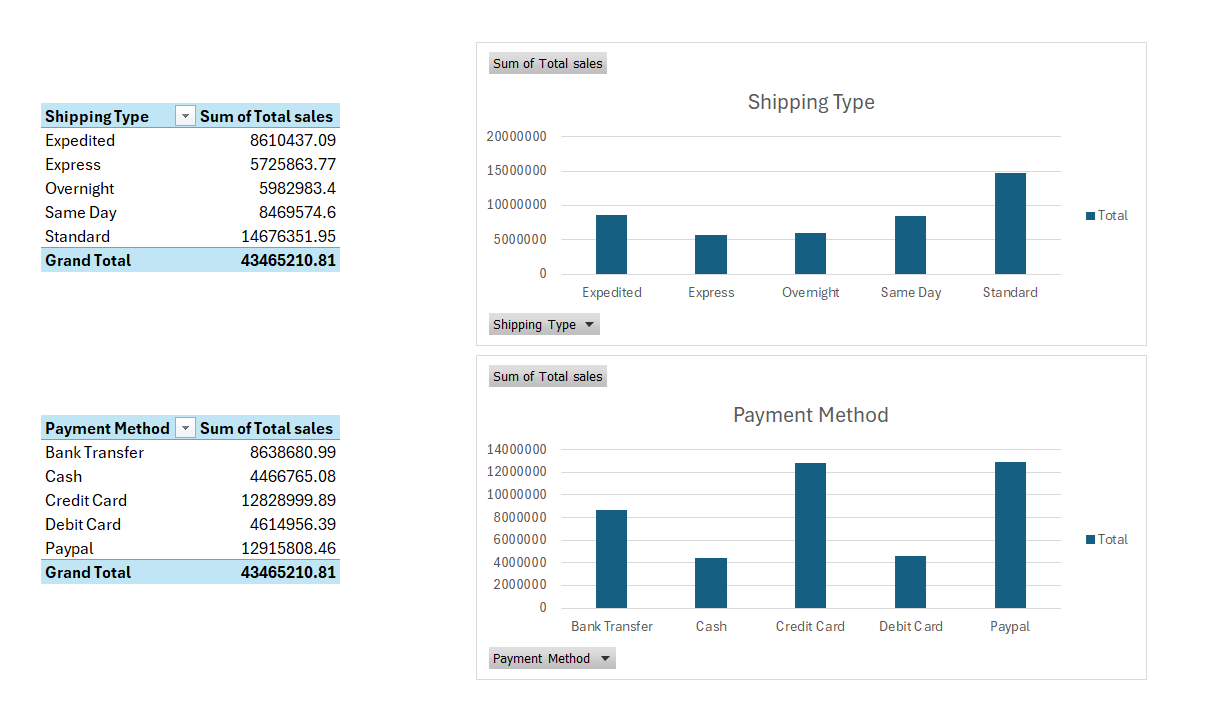 Shipping Type Sum of Total sales
Expedited 8610437.09
Express 5725863.77
Overnight 5982983.4
Same Day 8469574.6
Standard 14676351.95
Grand Total 43465210.81
Sum of Total sales
Shipping Type
20000000
15000000
10000000
5000000
0
Expedited Express Overnight Same Day Standard
Total
Shipping Type
Payment Method Sum of Total sales
Bank Transfer 8638680.99
Cash 4466765.08
Credit Card 12828999.89
Debit Card 4614956.39
Paypal 12915808.46
Grand Total 43465210.81
Sum of Total sales
Payment Method
14000000
12000000
10000000
8000000
6000000
4000000
2000000
0
Bank Transfer Cash Credit Card Debit Card Paypal
Total
Payment Method